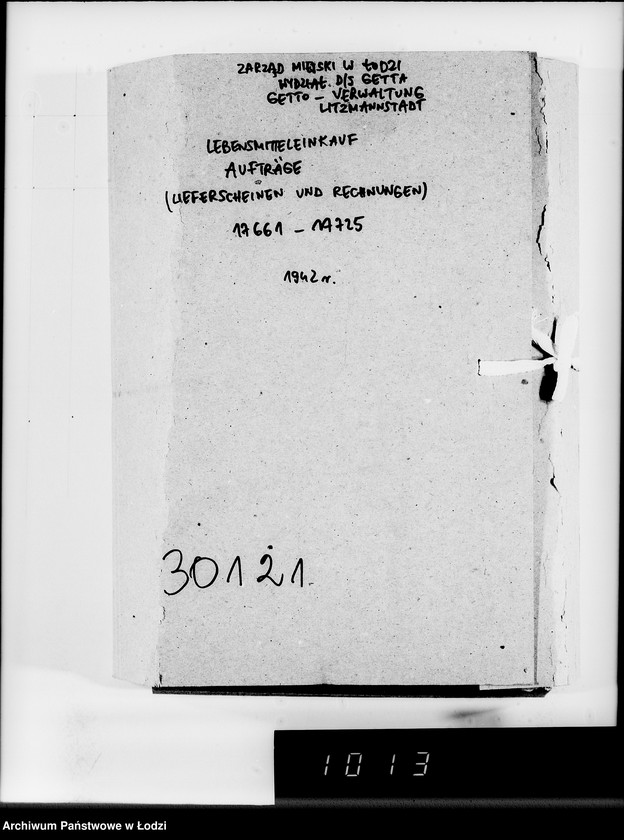 ZARZĄD MIEJSKI W ŁODZI
WYDZIAŁ. D/S GETTA
GETTO – VERWALTUNG
LITZMANNSTADT
LEBENSMITTELEINKAUF
AUFTRÄGE
(LIEFERSCHEINEN UND RECHNUNGEN)
17661 – 17725
1942 r.
30121
1013
Archiwum Państwowe w Łodzi